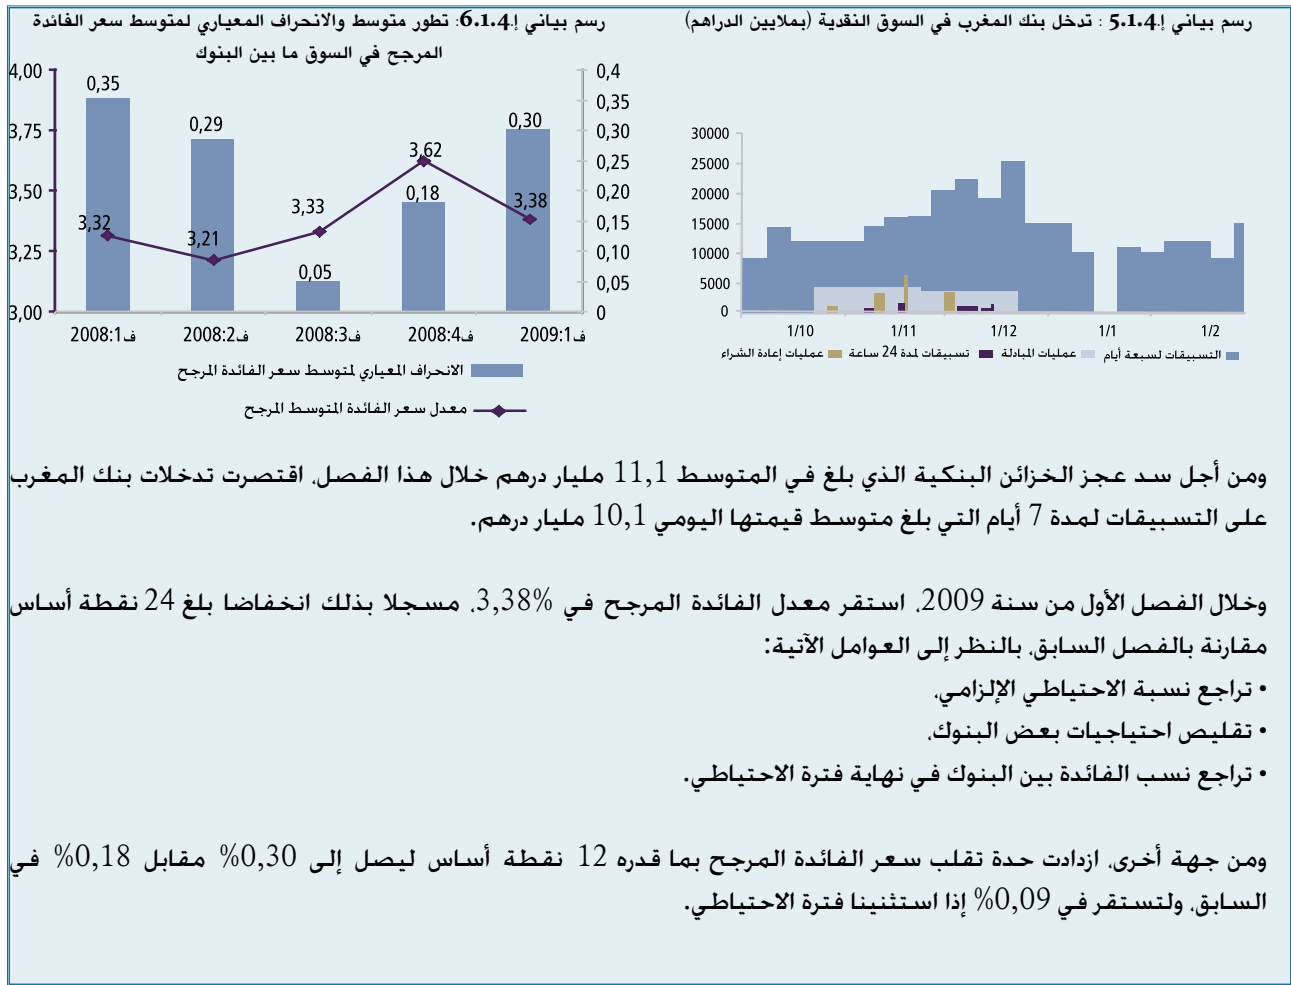 رسم بياني إ.5.1.4 : تدخل بنك المغرب في السوق النقدية (بملايين الدراهم)
30000
25000
20000
15000
10000
5000
0
1/10
1/11
1/12
1/1
1/2
التسبيقات لسبعة أيام
عمليات المبادلة
تسبيقات لمدة 24 ساعة
عمليات إعادة الشراء
رسم بياني إ.6.1.4: تطور متوسط والانحراف المعياري لمتوسط سعر الفائدة
المرجح في السوق ما بين البنوك
4,00
3,75
3,50
3,25
3,00
0,4
0,35
0,30
0,25
0,20
0,15
0,10
0,05
0
0,35
0,29
0,05
0,18
0,30
3,32
3,21
3,33
3,62
3,38
ف1:2008
ف2:2008
ف3:2008
ف4:2008
ف1:2009
الانحراف المعياري لمتوسط سعر الفائدة المرجح
معدل سعر الفائدة المتوسط المرجح
ومن أجل سد عجز الخزائن البنكية الذي بلغ في المتوسط 11,1 مليار درهم خلال هذا الفصل، اقتصرت تدخلات بنك المغرب
على التسبيقات لمدة 7 أيام التي بلغ متوسط قيمتها اليومي 10,1 مليار درهم.
وخلال الفصل الأول من سنة 2009، استقر معدل الفائدة المرجح في %3,38، مسجلا بذلك انخفاضا بلغ 24 نقطة أساس
مقارنة بالفصل السابق، بالنظر إلى العوامل الآتية:
• تراجع نسبة الاحتياطي الإلزامي،
• تقليص احتياجيات بعض البنوك،
• تراجع نسب الفائدة بين البنوك في نهاية فترة الاحتياطي.
ومن جهة أخرى، ازدادت حدة تقلب سعر الفائدة المرجح بما قدره 12 نقطة أساس ليصل إلى 0,30% مقابل 0,18% في
السابق، ولتستقر في 0,09% إذا استثنينا فترة الاحتياطي.